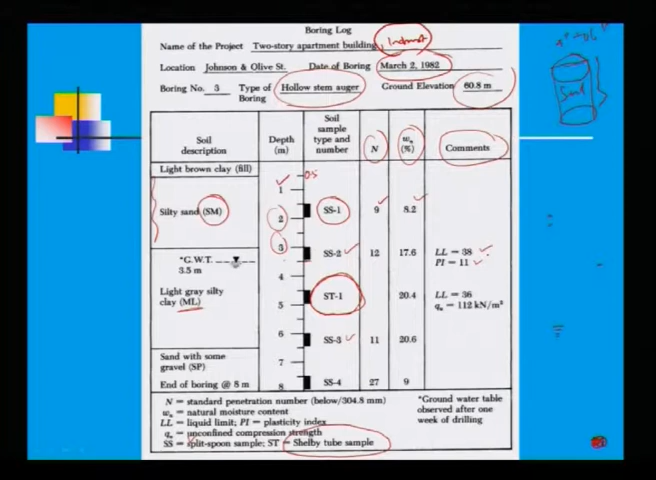 Boring Log
Name of the Project Two-story apartment building
Location Johnson & Olive St. Date of Boring March 2, 1982
Boring No. 3 Type of Boring Hollow stem auger Ground Elevation 60.8 m
Soil description Depth (m) Soil sample type and number N wn (%) Comments
Light brown clay (fill)
0.5
1
Silty sand (SM) 2 SS-1 9 8.2
3 SS-2 12 17.6 LL = 38
PI = 11
*G.W.T.
3.5 m
4
Light gray silty clay (ML) 5 ST-1 20.4 LL = 36
qu = 112 kN/m²
6 SS-3 11 20.6
Sand with some gravel (SP) 7
End of boring @ 8 m 8 SS-4 27 9
N = standard penetration number (below/304.8 mm)
wn = natural moisture content
LL = liquid limit; PI = plasticity index
qu = unconfined compression strength
SS = split-spoon sample; ST = Shelby tube sample
*Ground water table
observed after one
week of drilling
Soil